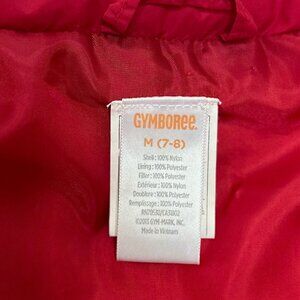 GYMBOREE.
M (7-8)
Shell : 100% Nylon
Lining : 100% Polyester
Filler : 100% Polyester
Extérieur : 100% Nylon
Doublure : 100% Polyester
Remplissage : 100% Polyester
©2013 GYM-MARK, INC.
Made in Vietnam